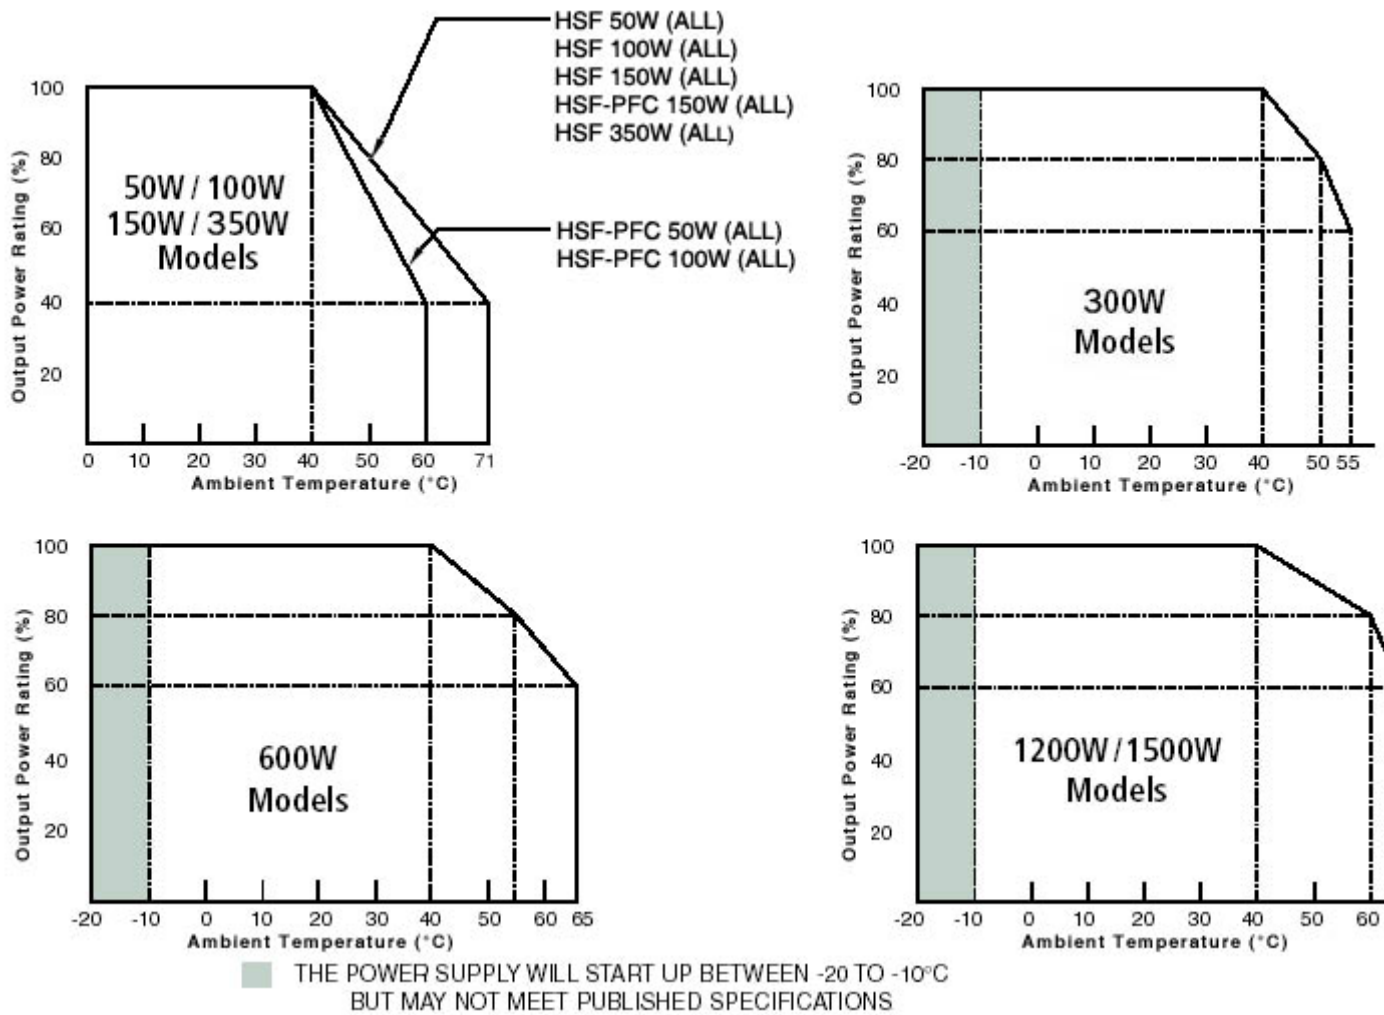 HSF 50W (ALL)
HSF 100W (ALL)
HSF 150W (ALL)
HSF-PFC 150W (ALL)
HSF 350W (ALL)
HSF-PFC 50W (ALL)
HSF-PFC 100W (ALL)
Output Power Rating (%)
100
80
60
40
20
50W / 100W
150W / 350W
Models
0 10 20 30 40 50 60 71
Ambient Temperature (°C)
Output Power Rating (%)
100
80
60
40
20
300W
Models
-20 -10 0 10 20 30 40 50 55
Ambient Temperature (°C)
Output Power Rating (%)
100
80
60
40
20
600W
Models
-20 -10 0 10 20 30 40 50 60 65
Ambient Temperature (°C)
Output Power Rating (%)
100
80
60
40
20
1200W / 1500W
Models
-20 -10 0 10 20 30 40 50 60
Ambient Temperature (°C)
THE POWER SUPPLY WILL START UP BETWEEN -20 TO -10°C
BUT MAY NOT MEET PUBLISHED SPECIFICATIONS